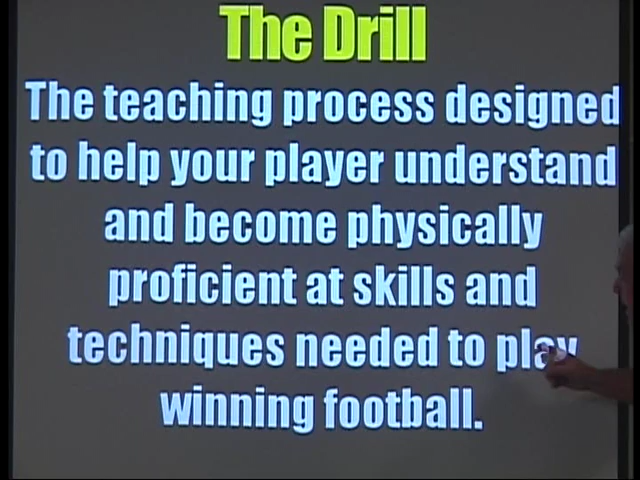 The Drill
The teaching process designed
to help your player understand
and become physically
proficient at skills and
techniques needed to play
winning football.